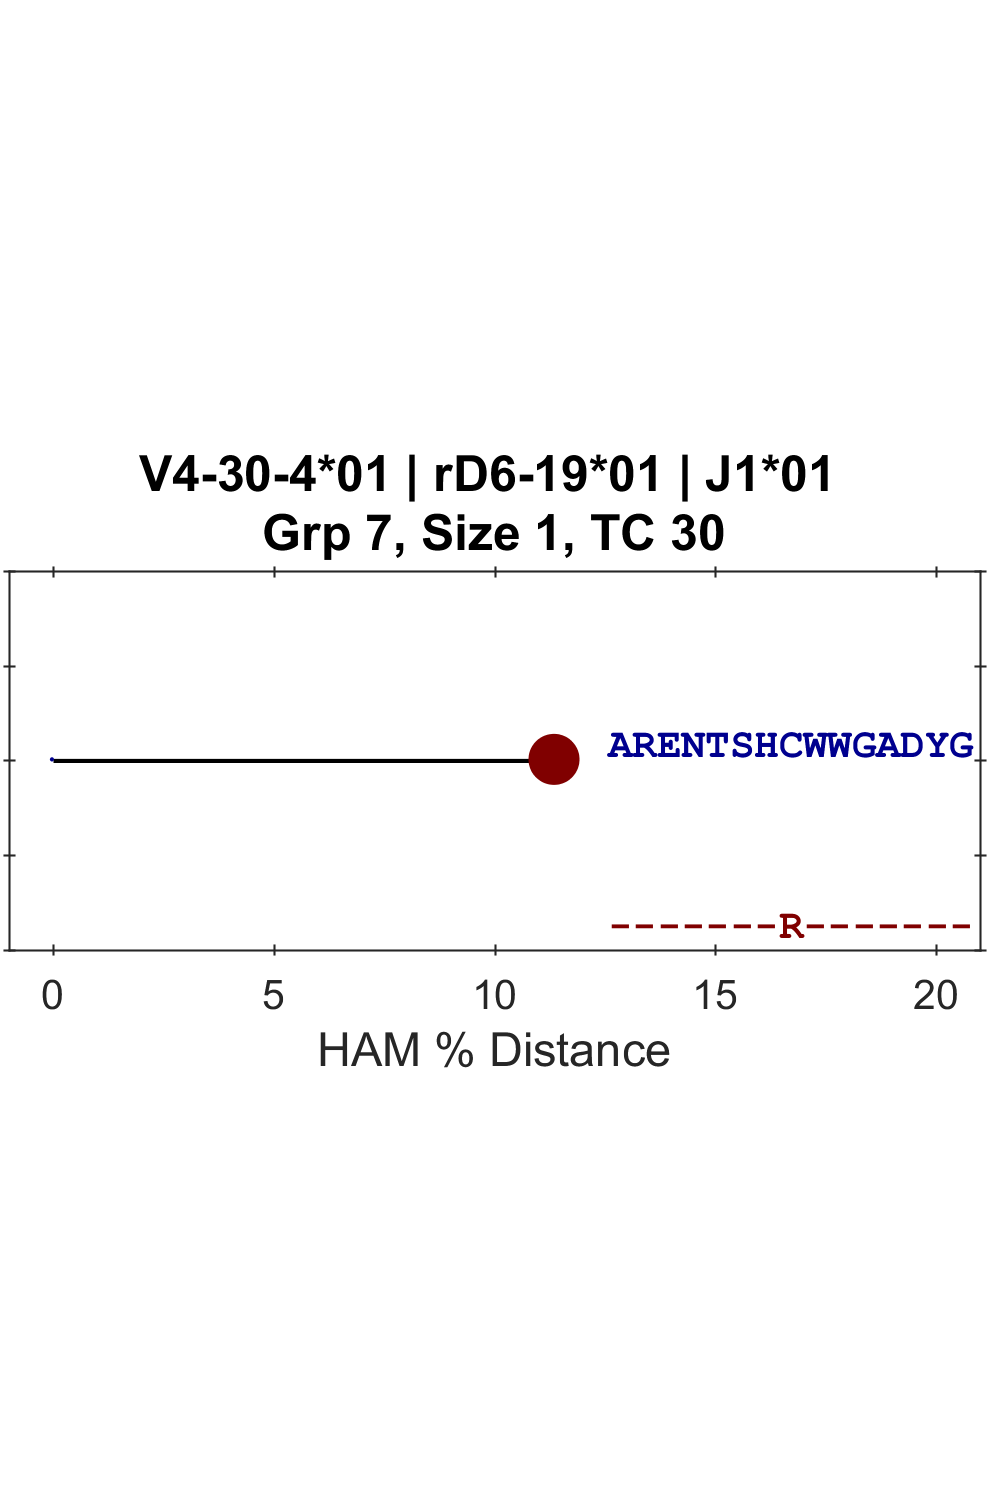 V4-30-4*01 | rD6-19*01 | J1*01
Grp 7, Size 1, TC 30
ARENTSHCWWGADYG
-------R-------
0 5 10 15 20
HAM % Distance